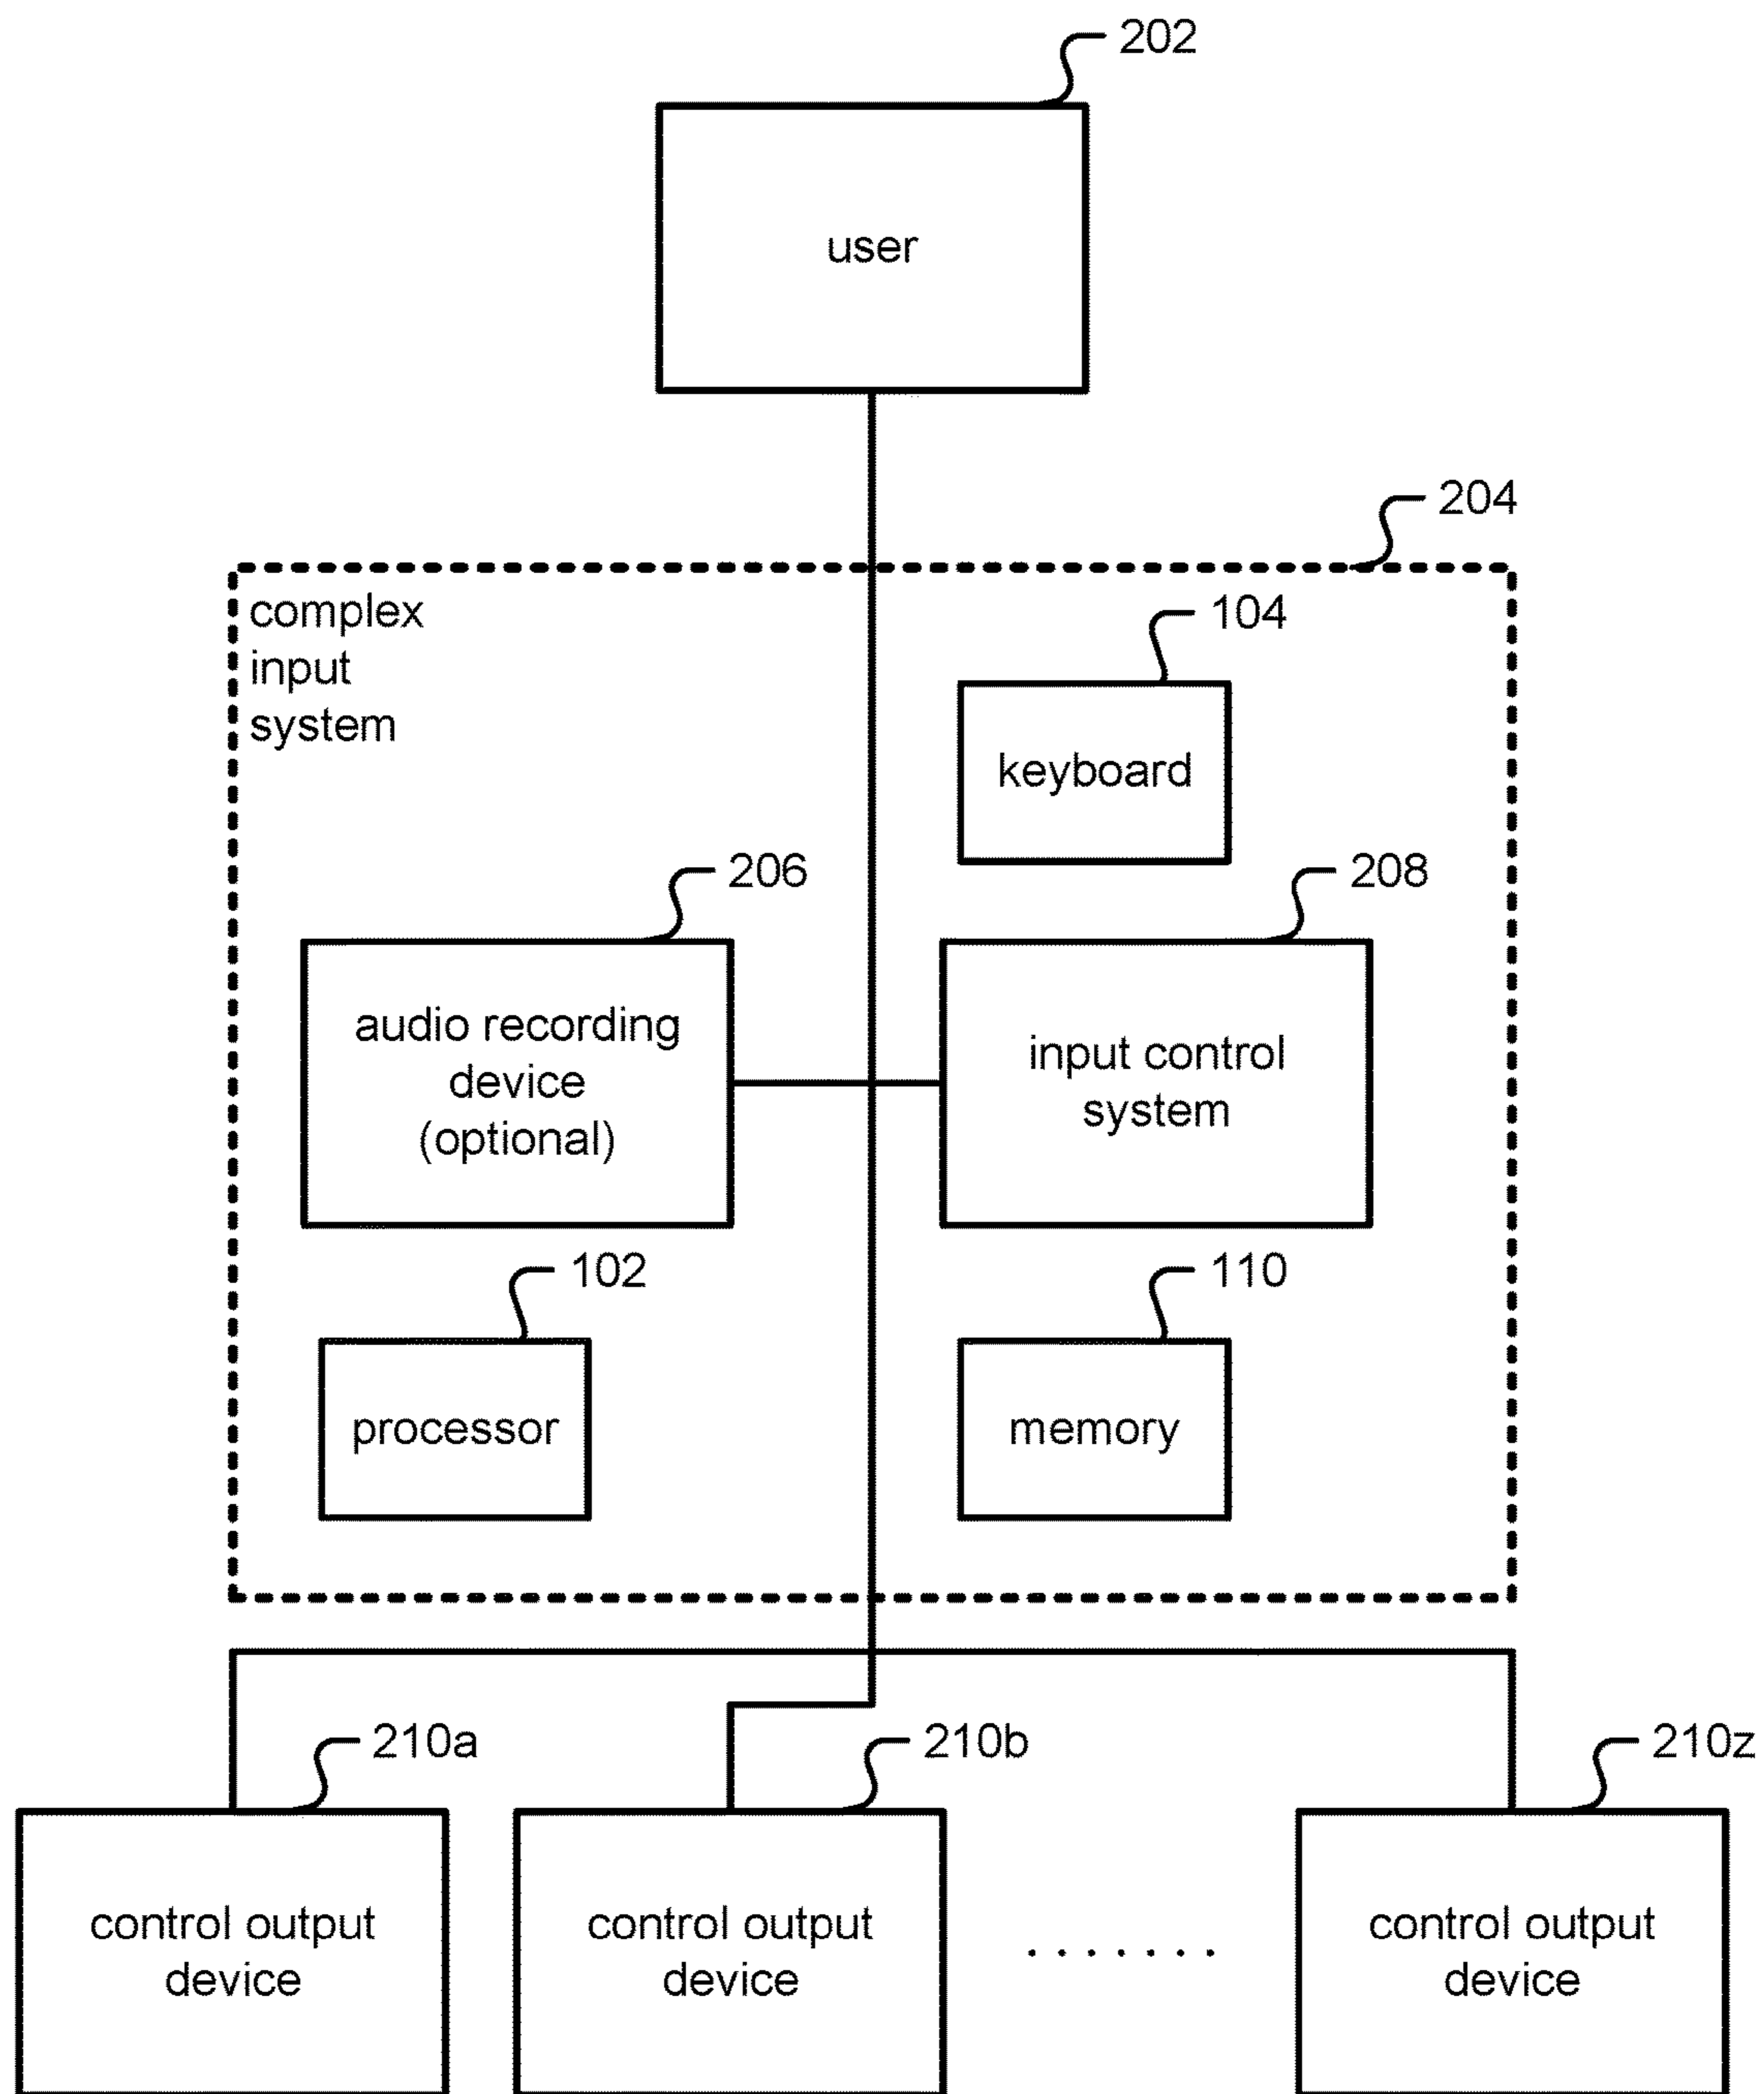 202
user
204
complex
input
system
104
keyboard
206
208
audio recording
device
(optional)
input control
system
102
110
processor
memory
210a
210b
210z
control output
device
control output
device
. . . . . . .
control output
device